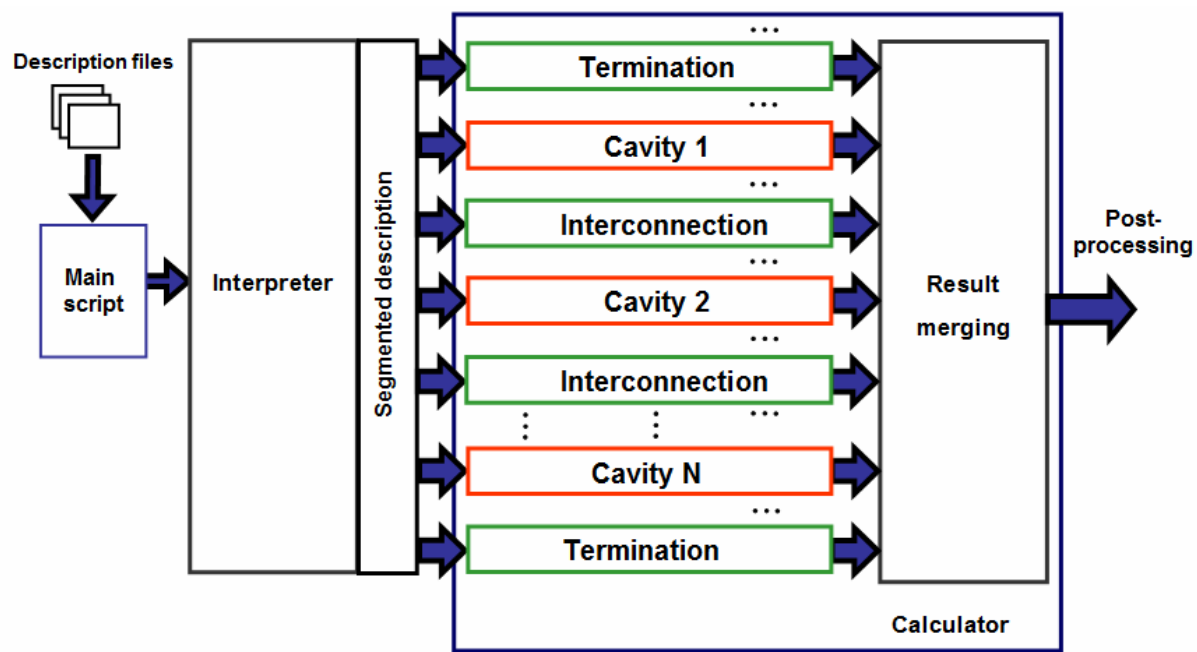 Description files
Main
script
Interpreter
Segmented description
...
Termination
...
Cavity 1
...
Interconnection
...
Cavity 2
...
Interconnection
...
Cavity N
...
Termination
Result
merging
Calculator
Post-
processing